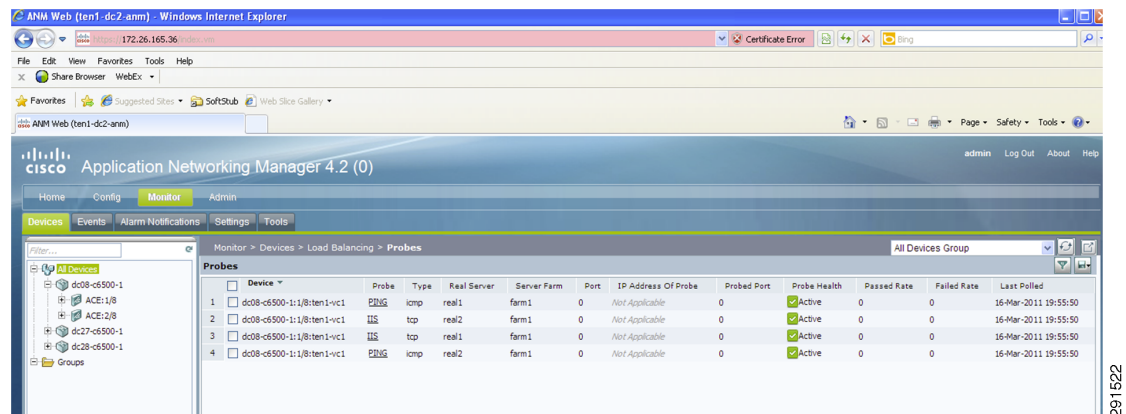 ANM Web (ten1-dc2-anm) - Windows Internet Explorer
https://172.26.165.36/index.vm Certificate Error Bing
File Edit View Favorites Tools Help
x Share Browser WebEx
Favorites Suggested Sites SoftStub Web Slice Gallery
ANM Web (ten1-dc2-anm) Page Safety Tools
admin Log Out About Help
CISCO Application Networking Manager 4.2 (0)
Home Config Monitor Admin
Devices Events Alarm Notifications Settings Tools
Filter... Monitor > Devices > Load Balancing > Probes All Devices Group
All Devices
dc08-c6500-1
ACE:1/8
ACE:2/8
dc27-c6500-1
dc28-c6500-1
Groups
Probes
Device Probe Type Real Server Server Farm Port IP Address Of Probe Probed Port Probe Health Passed Rate Failed Rate Last Polled
1 dc08-c6500-1:1/8:ten1-vc1 PING icmp real1 farm1 0 Not Applicable 0 Active 0 0 16-Mar-2011 19:55:50
2 dc08-c6500-1:1/8:ten1-vc1 IIS tcp real2 farm1 0 Not Applicable 0 Active 0 0 16-Mar-2011 19:55:50
3 dc08-c6500-1:1/8:ten1-vc1 IIS tcp real1 farm1 0 Not Applicable 0 Active 0 0 16-Mar-2011 19:55:50
4 dc08-c6500-1:1/8:ten1-vc1 PING icmp real2 farm1 0 Not Applicable 0 Active 0 0 16-Mar-2011 19:55:50
291522